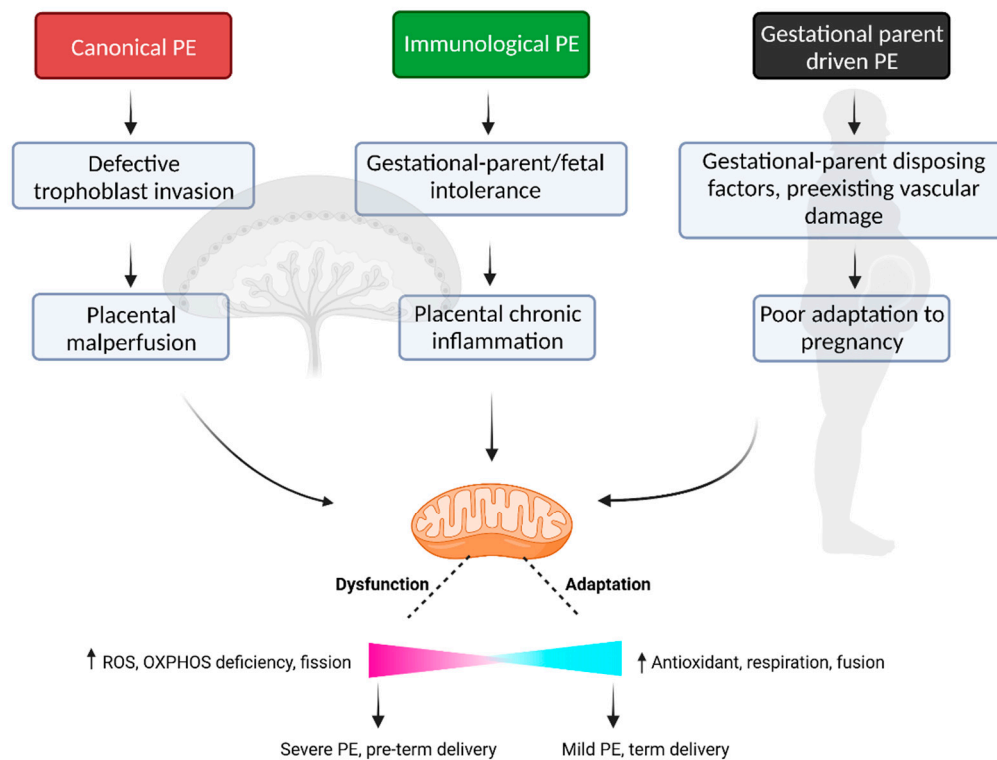 Canonical PE
Immunological PE
Gestational parent
driven PE
Defective
trophoblast invasion
Gestational-parent/fetal
intolerance
Gestational-parent disposing
factors, preexisting vascular
damage
Placental
malperfusion
Placental chronic
inflammation
Poor adaptation to
pregnancy
Dysfunction
Adaptation
↑ ROS, OXPHOS deficiency, fission
↑ Antioxidant, respiration, fusion
Severe PE, pre-term delivery
Mild PE, term delivery